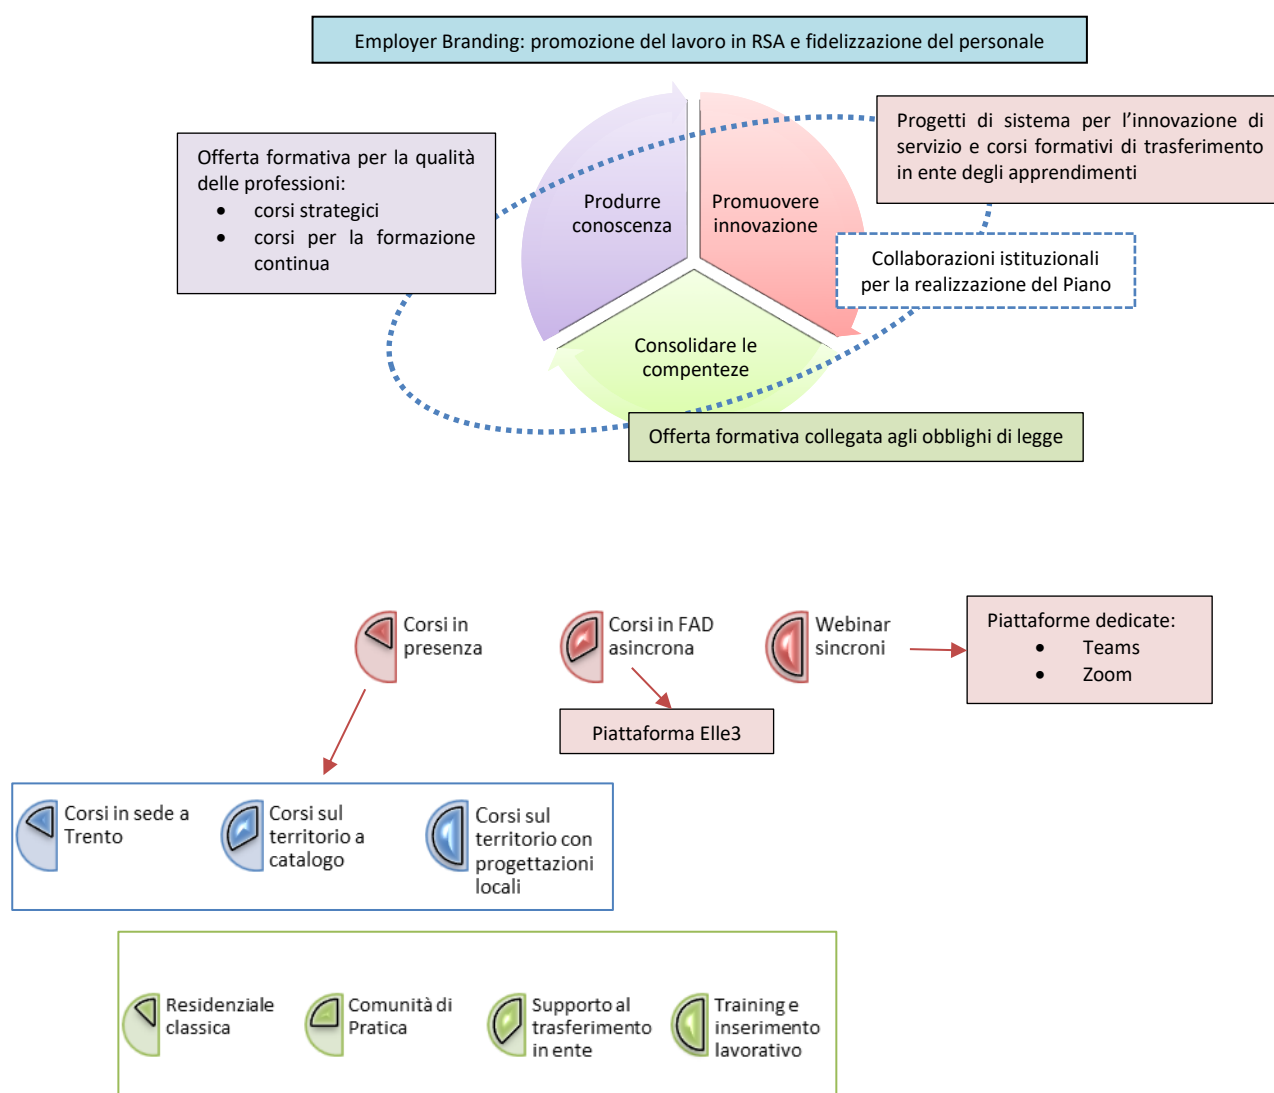 Employer Branding: promozione del lavoro in RSA e fidelizzazione del personale
Offerta formativa per la qualità
delle professioni:
• corsi strategici
• corsi per la formazione
continua
Produrre
conoscenza
Promuovere
innovazione
Progetti di sistema per l'innovazione di
servizio e corsi formativi di trasferimento
in ente degli apprendimenti
Collaborazioni istituzionali
per la realizzazione del Piano
Consolidare le
compenteze
Offerta formativa collegata agli obblighi di legge
Corsi in
presenza
Corsi in FAD
asincrona
Webinar
sincroni
Piattaforme dedicate:
• Teams
• Zoom
Piattaforma Elle3
Corsi in sede a
Trento
Corsi sul
territorio a
catalogo
Corsi sul
territorio con
progettazioni
locali
Residenziale
classica
Comunità di
Pratica
Supporto al
trasferimento
in ente
Training e
inserimento
lavorativo